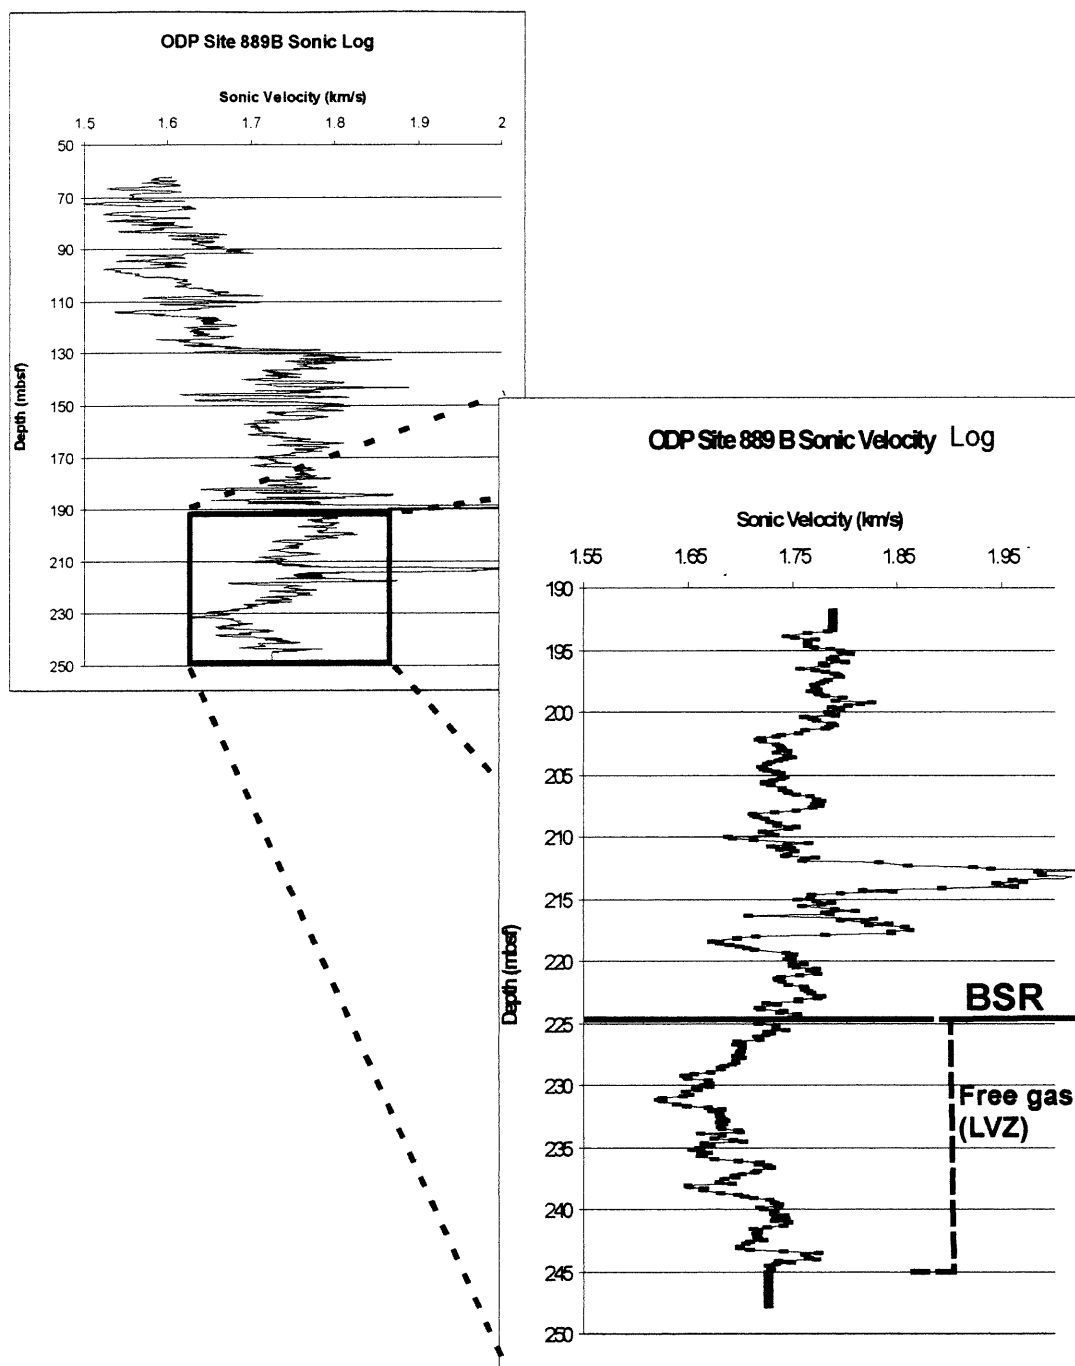 ODP Site 889B Sonic Log
Sonic Velocity (km/s)
1.5 1.6 1.7 1.8 1.9 2
50
70
90
110
130
150
170
190
210
230
250
Depth (mbsf)
ODP Site 889 B Sonic Velocity Log
Sonic Velocity (km/s)
1.55 1.65 1.75 1.85 1.95
190
195
200
205
210
215
220
225
230
235
240
245
250
Depth (mbsf)
BSR
Free gas
(LVZ)